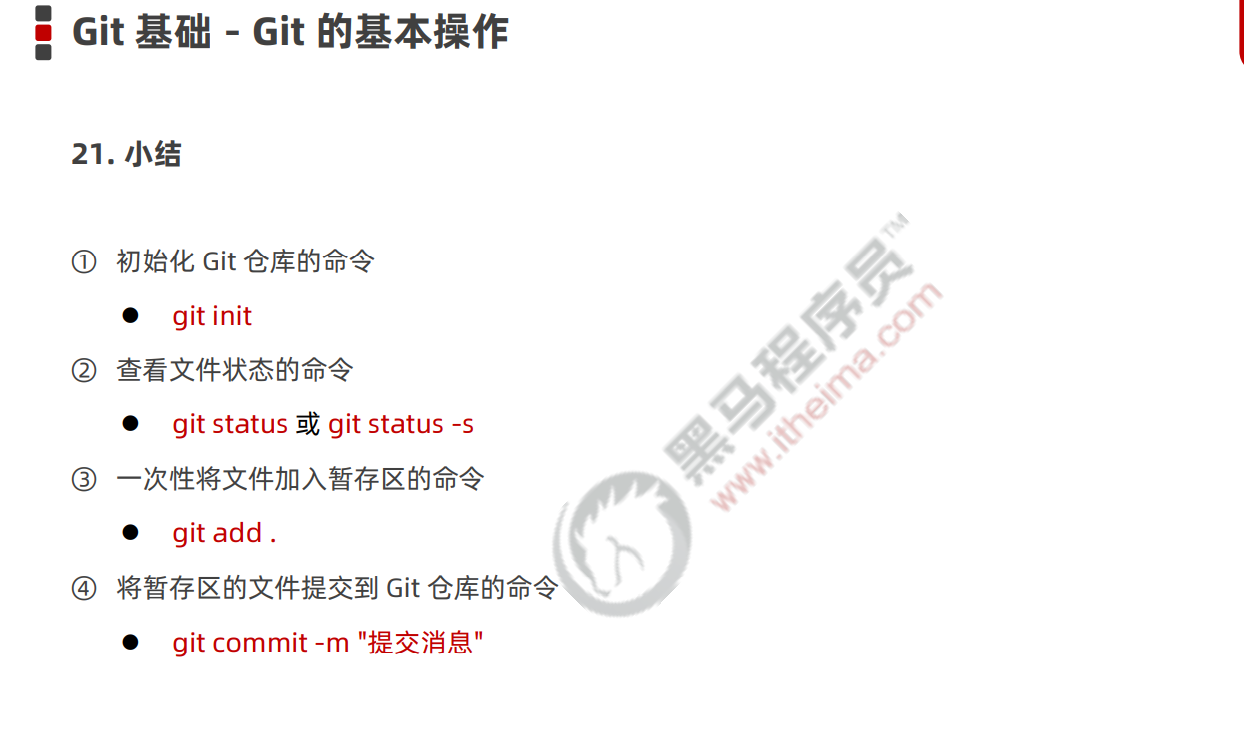 Git 基础 - Git 的基本操作
21. 小结
① 初始化 Git 仓库的命令
● git init
② 查看文件状态的命令
● git status 或 git status -s
③ 一次性将文件加入暂存区的命令
● git add .
④ 将暂存区的文件提交到 Git 仓库的命令
● git commit -m "提交消息"
黑马程序员™
www.itheima.com